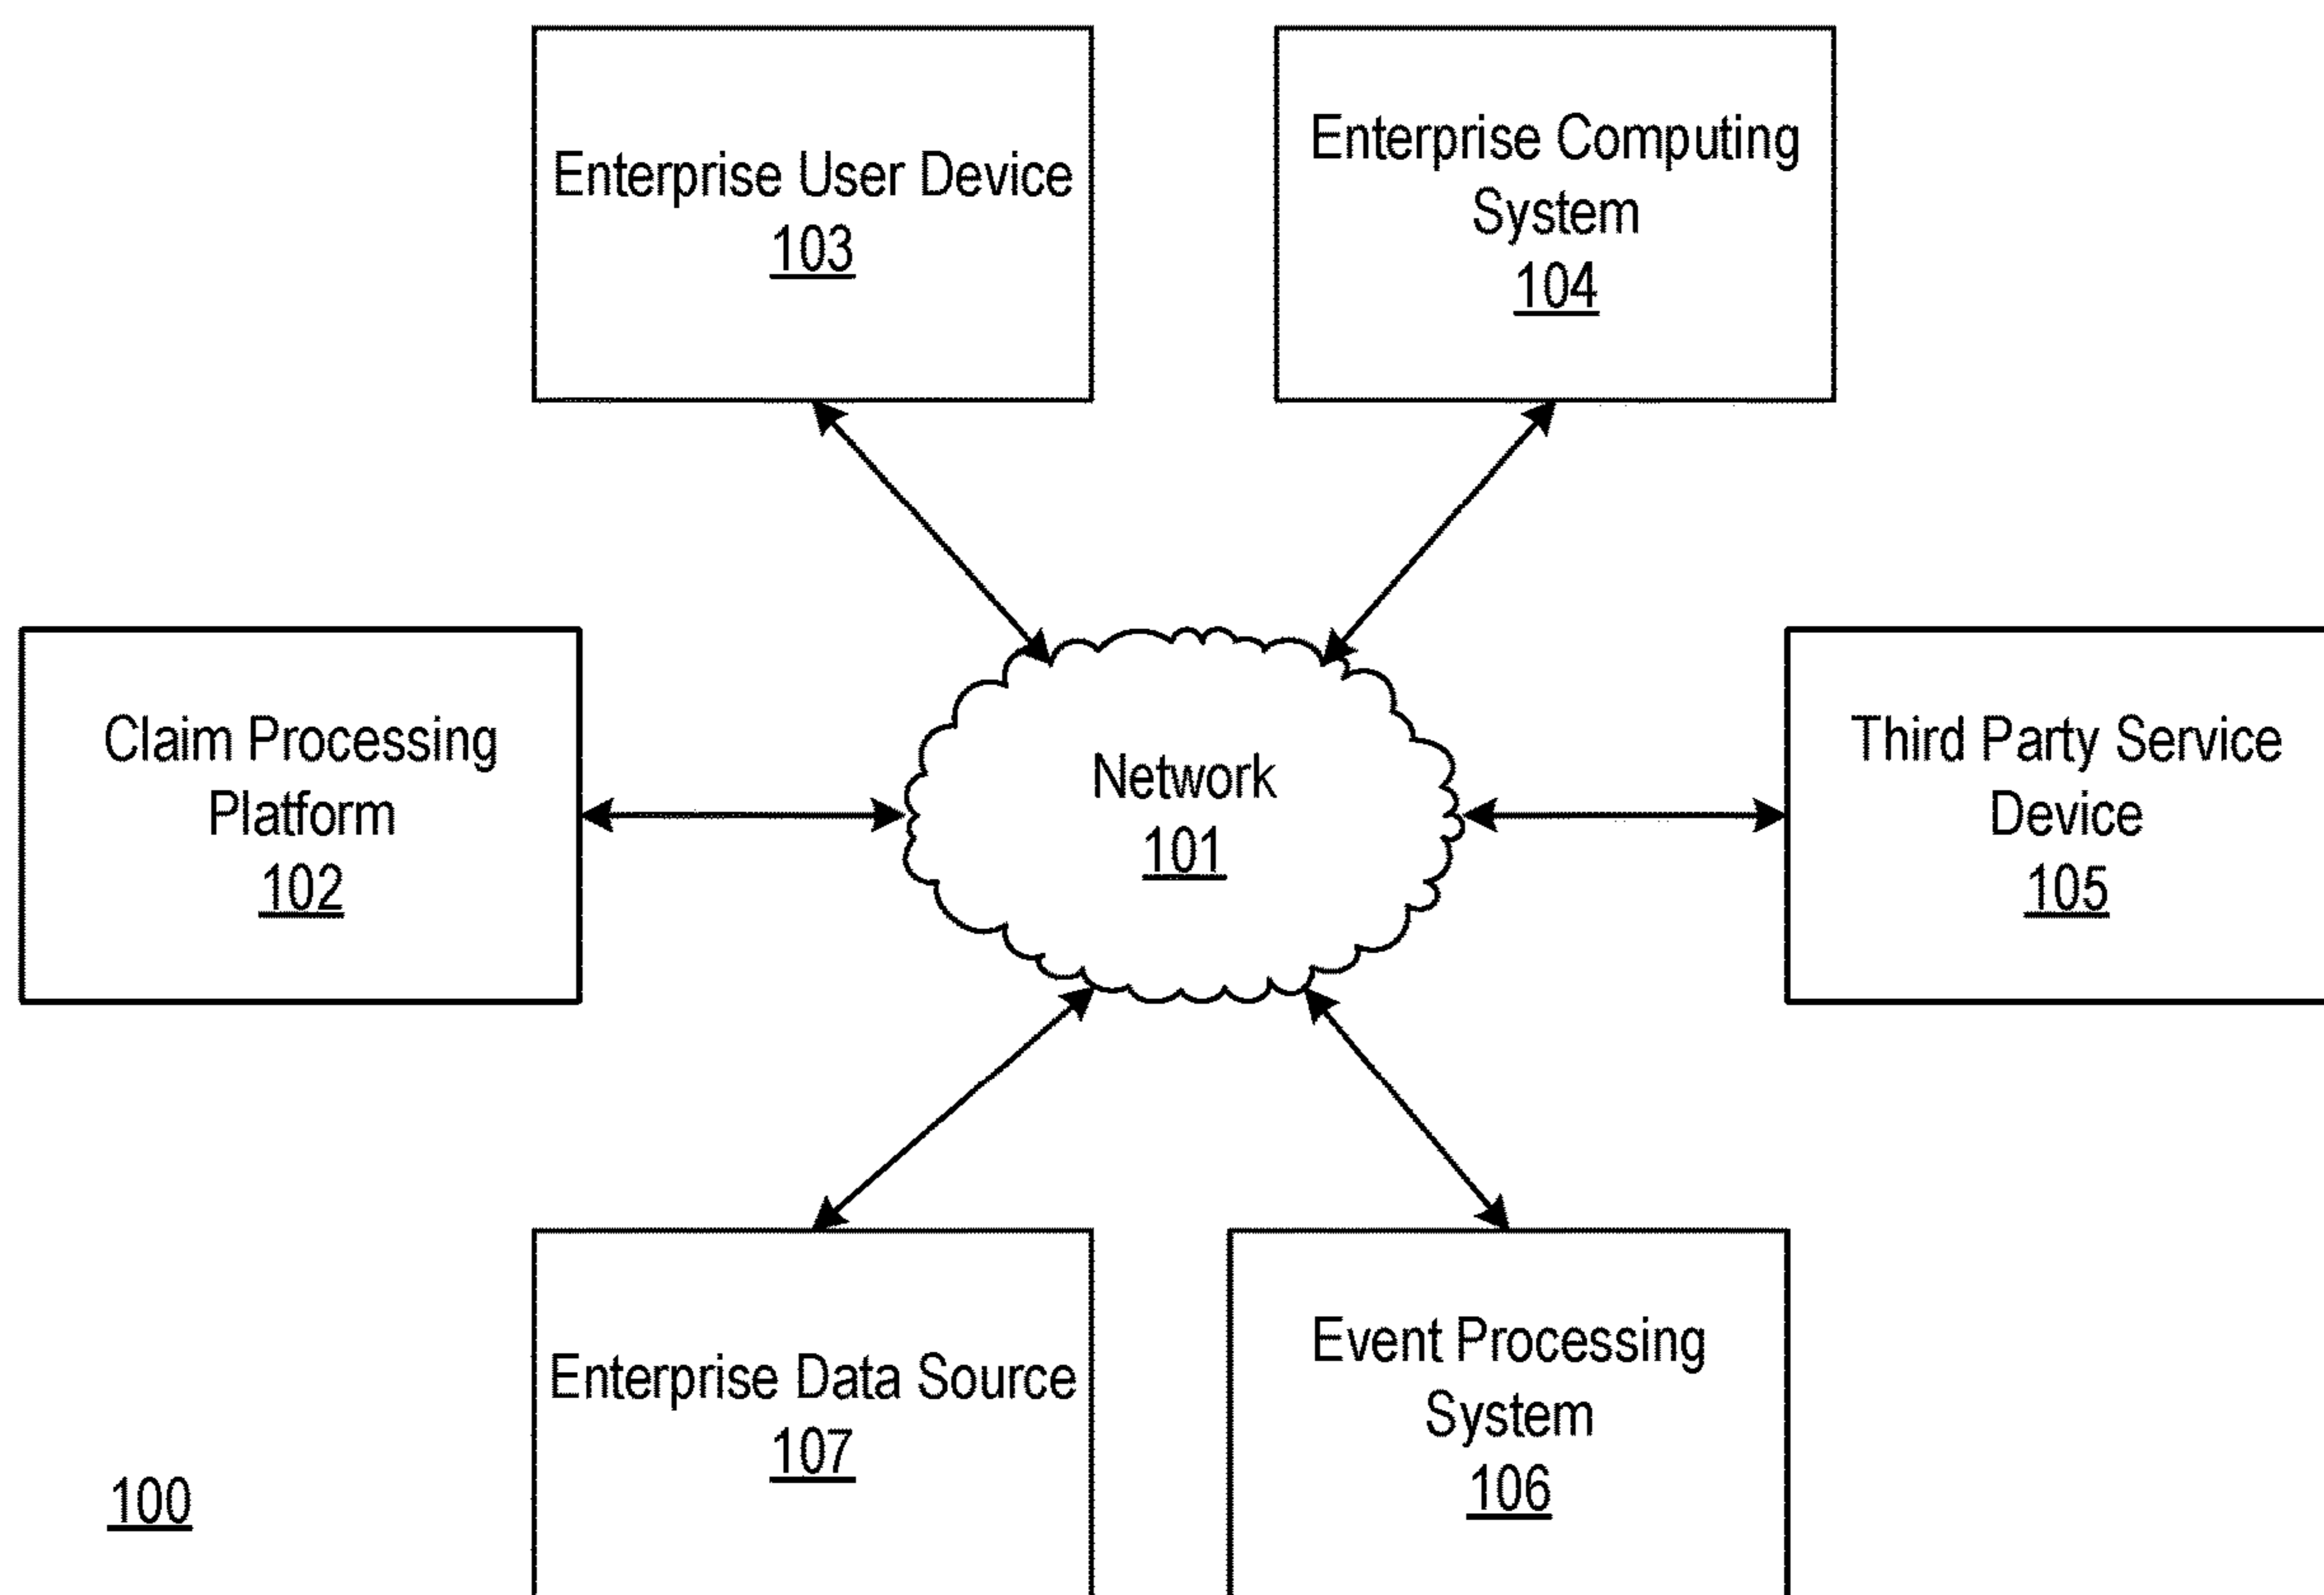 Enterprise User Device
103
Enterprise Computing
System
104
Claim Processing
Platform
102
Network
101
Third Party Service
Device
105
Enterprise Data Source
107
Event Processing
System
106
100